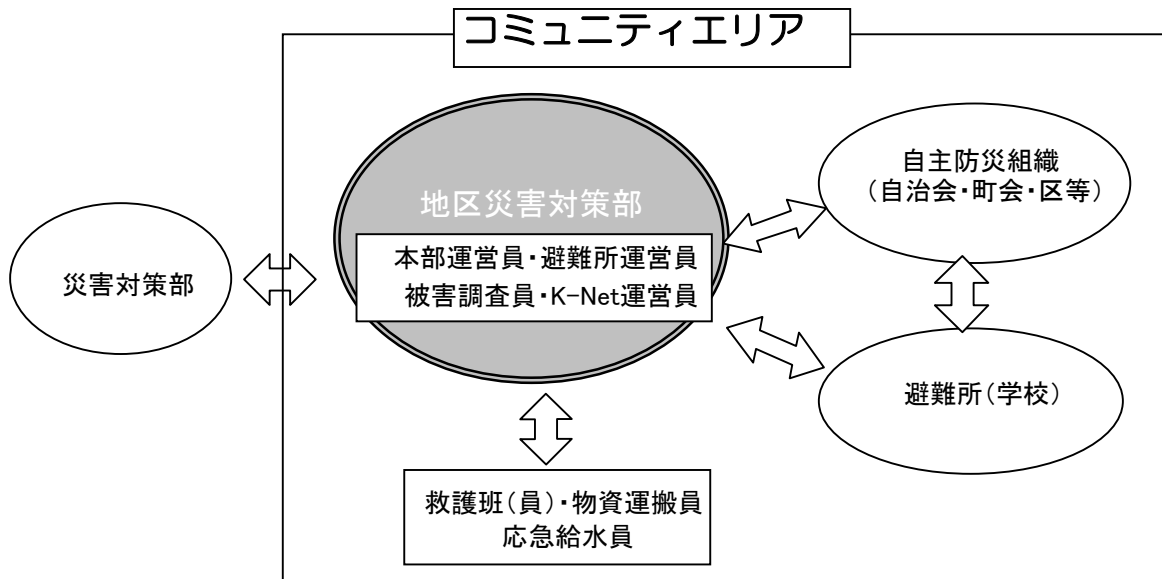 コミュニティエリア
地区災害対策部
本部運営員・避難所運営員
被害調査員・K-Net運営員
自主防災組織
（自治会・町会・区等）
災害対策部
避難所（学校）
救護班（員）・物資運搬員
応急給水員